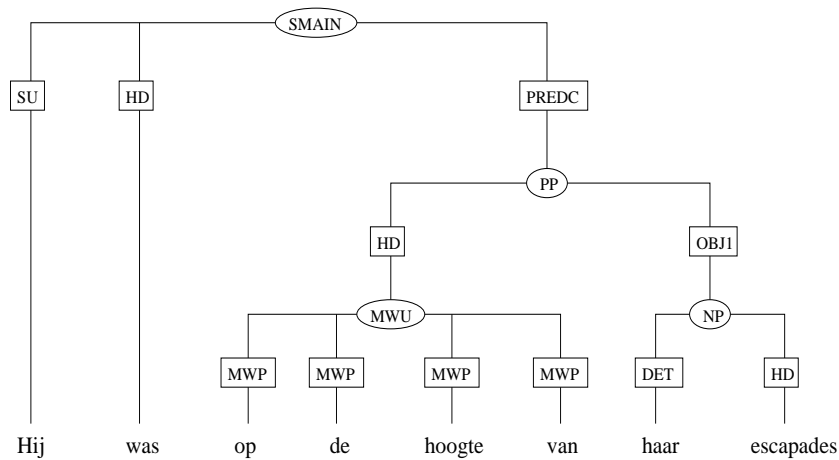 SMAIN
SU HD PREDC
PP
HD OBJ1
MWU NP
MWP MWP MWP MWP DET HD
Hij was op de hoogte van haar escapades